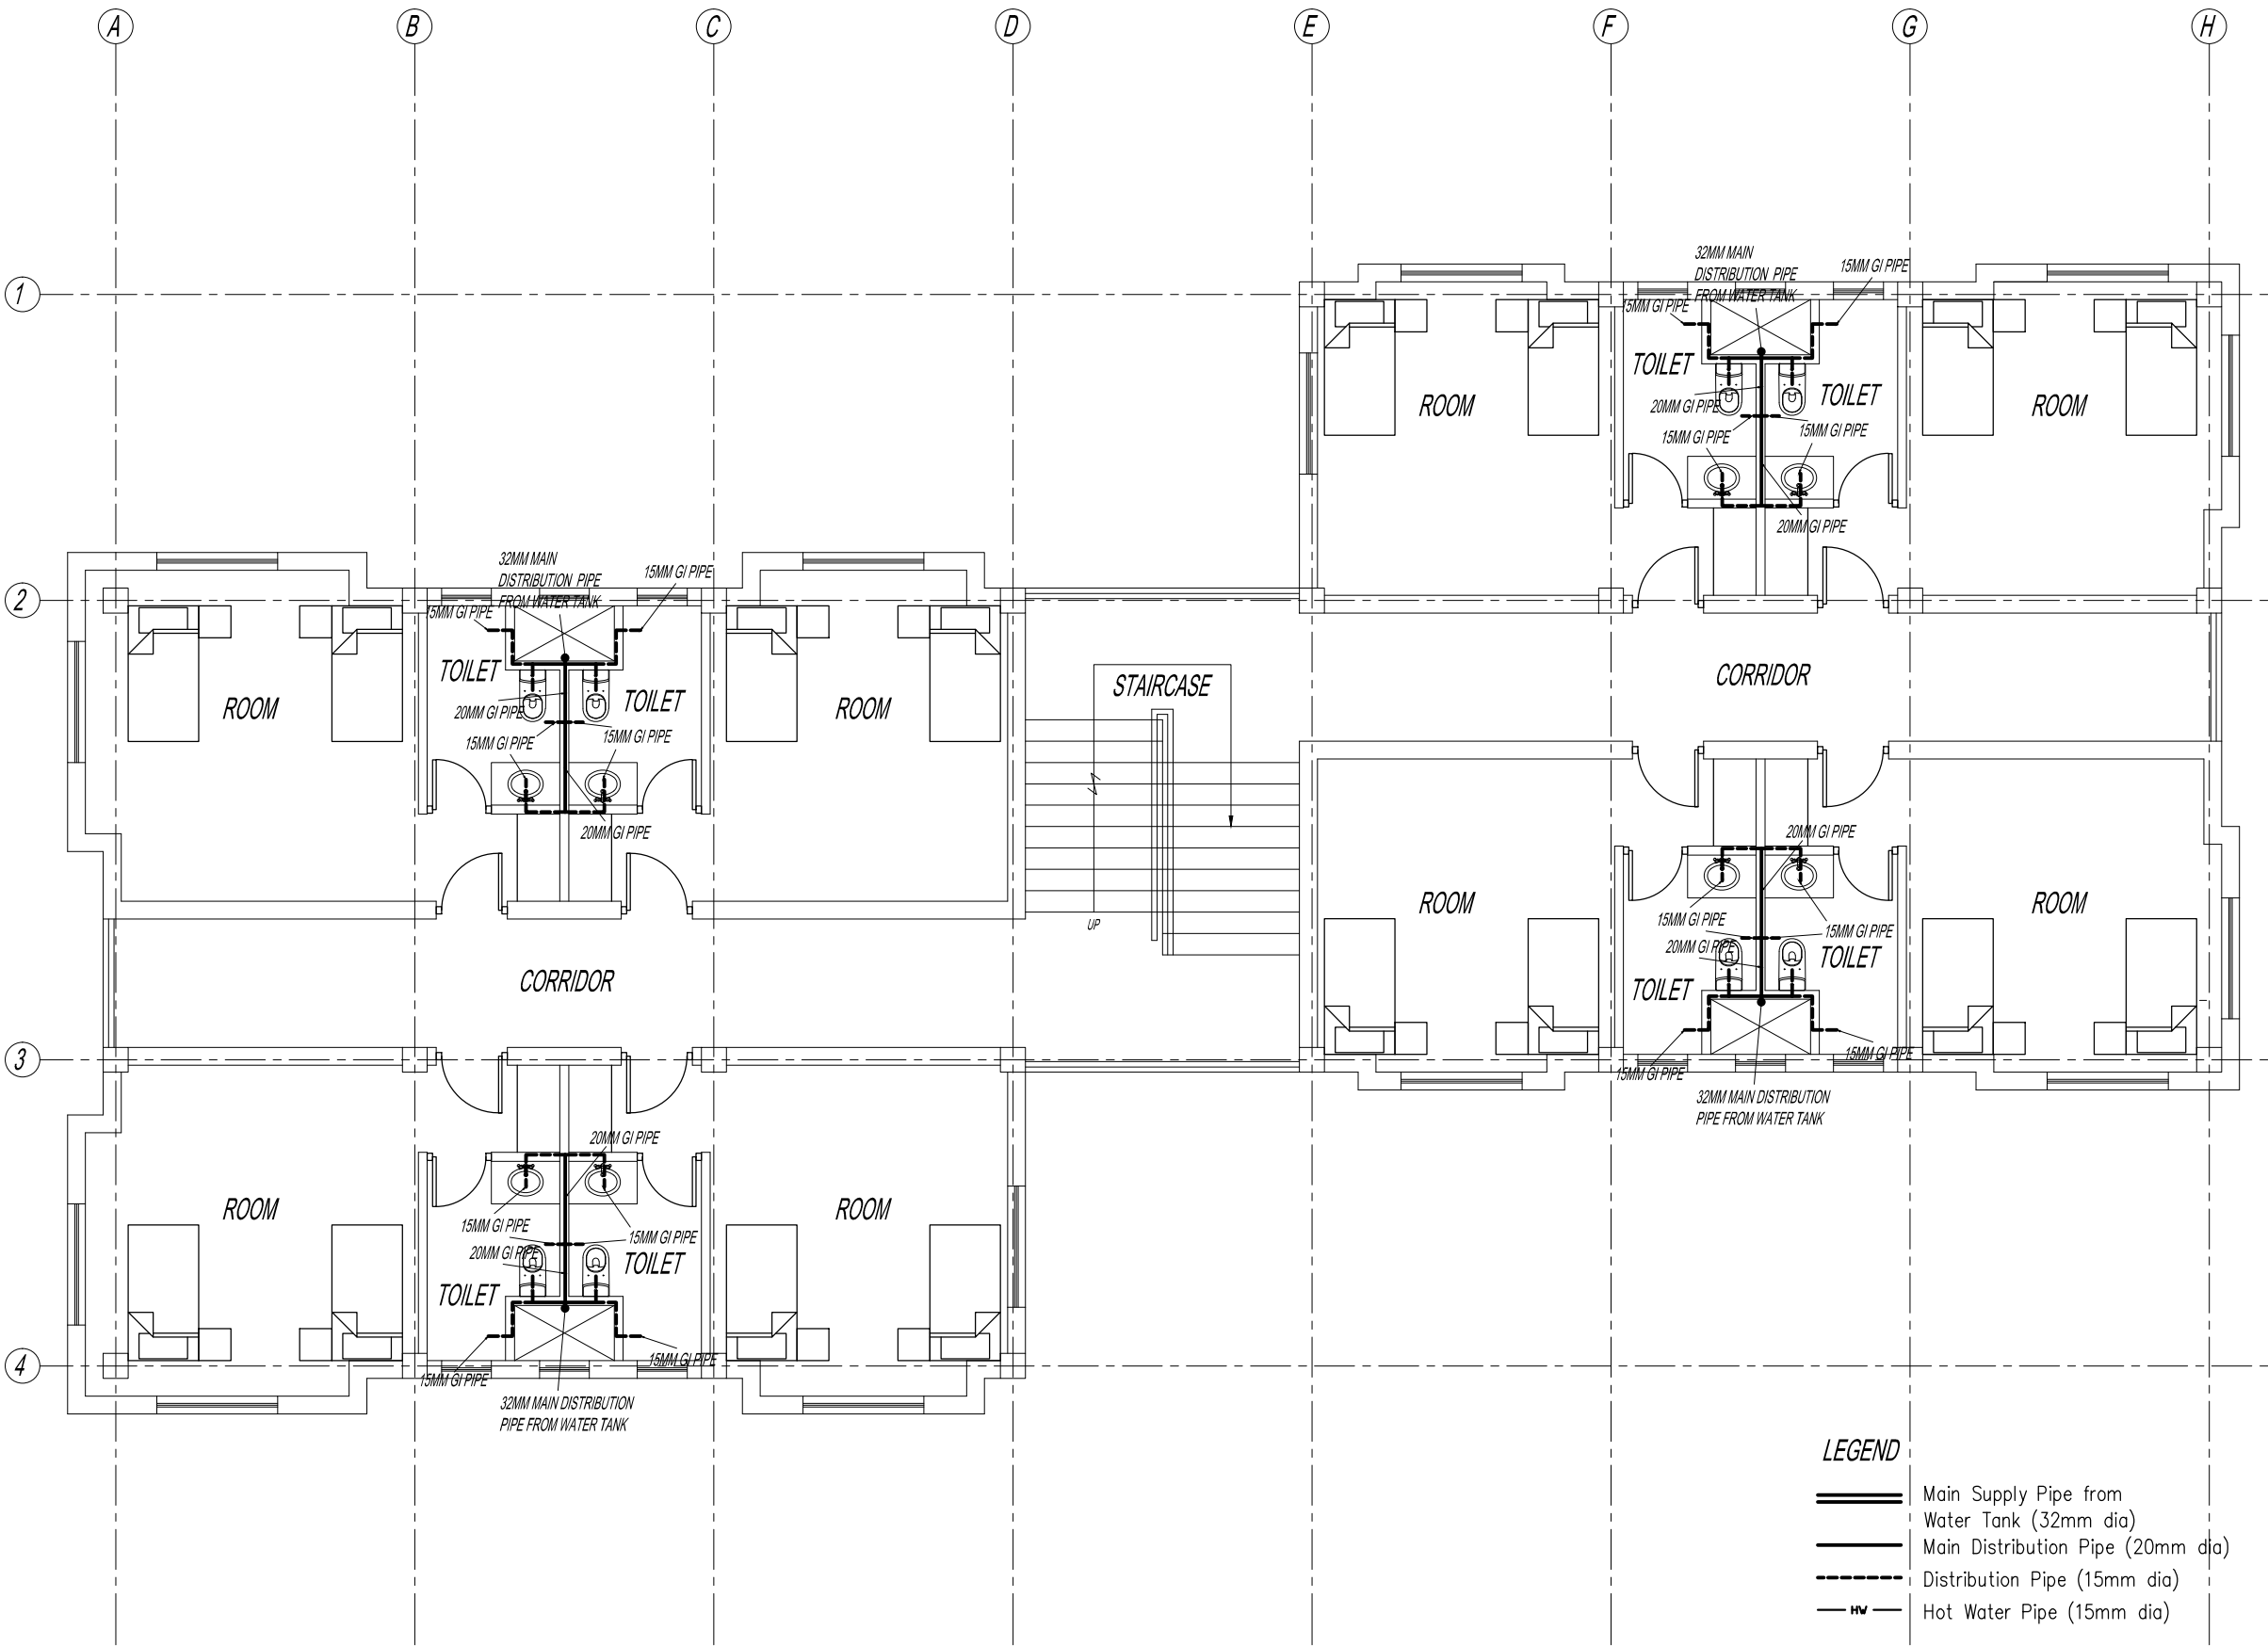 A
B
C
D
E
F
G
H
1
2
3
4
32MM MAIN
DISTRIBUTION PIPE
FROM WATER TANK
15MM GI PIPE
15MM GI PIPE
TOILET
TOILET
ROOM
ROOM
20MM GI PIPE
15MM GI PIPE
15MM GI PIPE
20MM GI PIPE
32MM MAIN
DISTRIBUTION PIPE
FROM WATER TANK
15MM GI PIPE
15MM GI PIPE
TOILET
TOILET
ROOM
ROOM
20MM GI PIPE
15MM GI PIPE
15MM GI PIPE
20MM GI PIPE
STAIRCASE
UP
CORRIDOR
CORRIDOR
20MM GI PIPE
ROOM
ROOM
15MM GI PIPE
15MM GI PIPE
20MM GI PIPE
TOILET
TOILET
15MM GI PIPE
15MM GI PIPE
32MM MAIN DISTRIBUTION
PIPE FROM WATER TANK
20MM GI PIPE
ROOM
ROOM
15MM GI PIPE
15MM GI PIPE
20MM GI PIPE
TOILET
TOILET
15MM GI PIPE
15MM GI PIPE
32MM MAIN DISTRIBUTION
PIPE FROM WATER TANK
LEGEND
Main Supply Pipe from
Water Tank (32mm dia)
Main Distribution Pipe (20mm dia)
Distribution Pipe (15mm dia)
HW Hot Water Pipe (15mm dia)